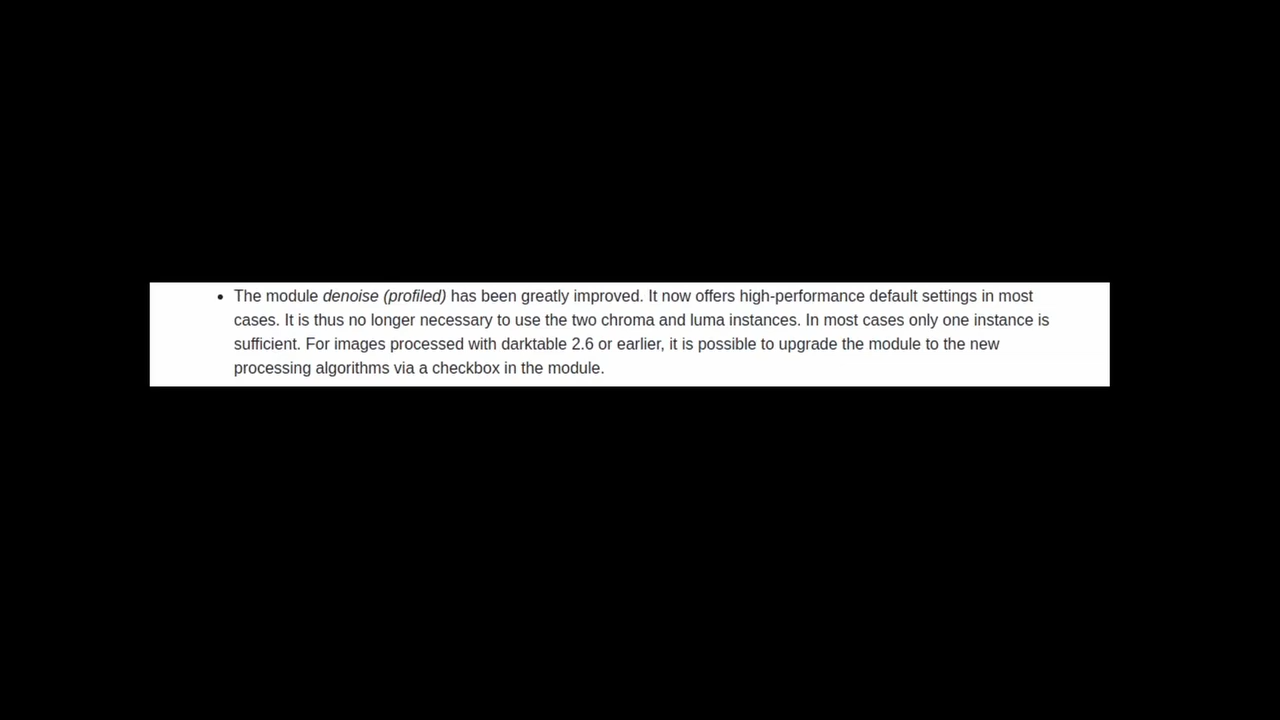 • The module denoise (profiled) has been greatly improved. It now offers high-performance default settings in most
cases. It is thus no longer necessary to use the two chroma and luma instances. In most cases only one instance is
sufficient. For images processed with darktable 2.6 or earlier, it is possible to upgrade the module to the new
processing algorithms via a checkbox in the module.